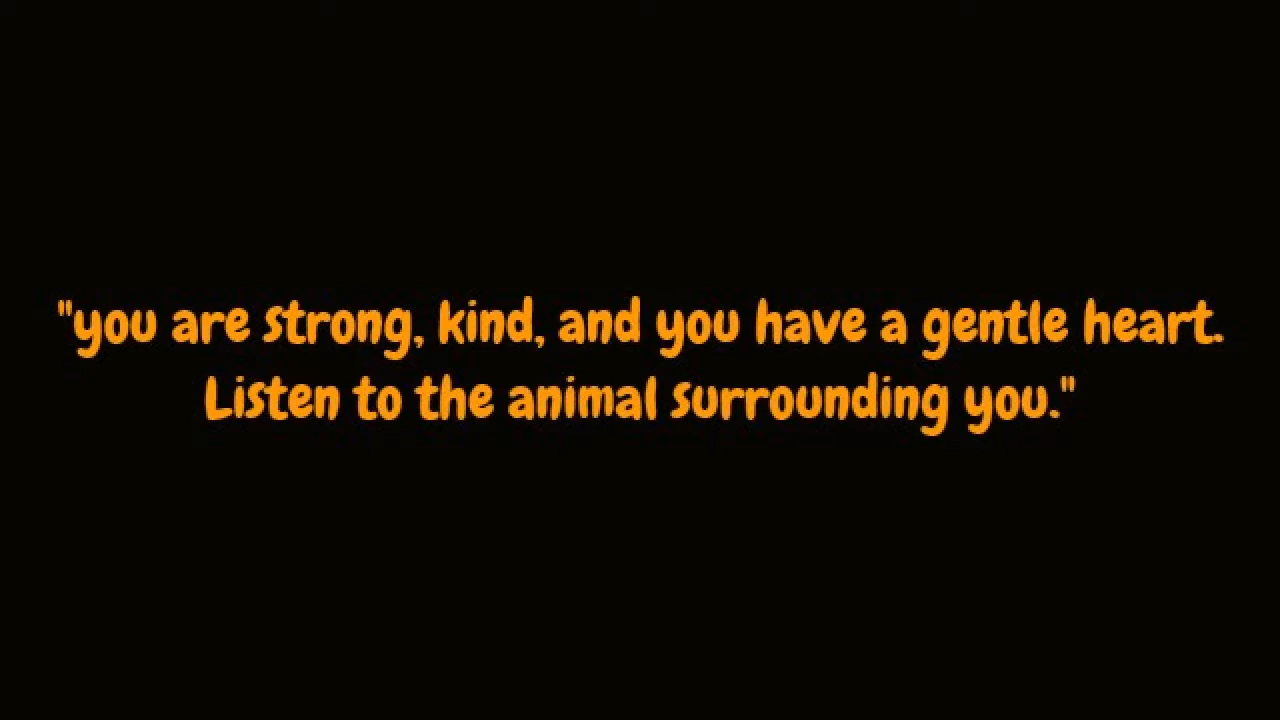 "you are strong, kind, and you have a gentle heart.
Listen to the animal surrounding you."